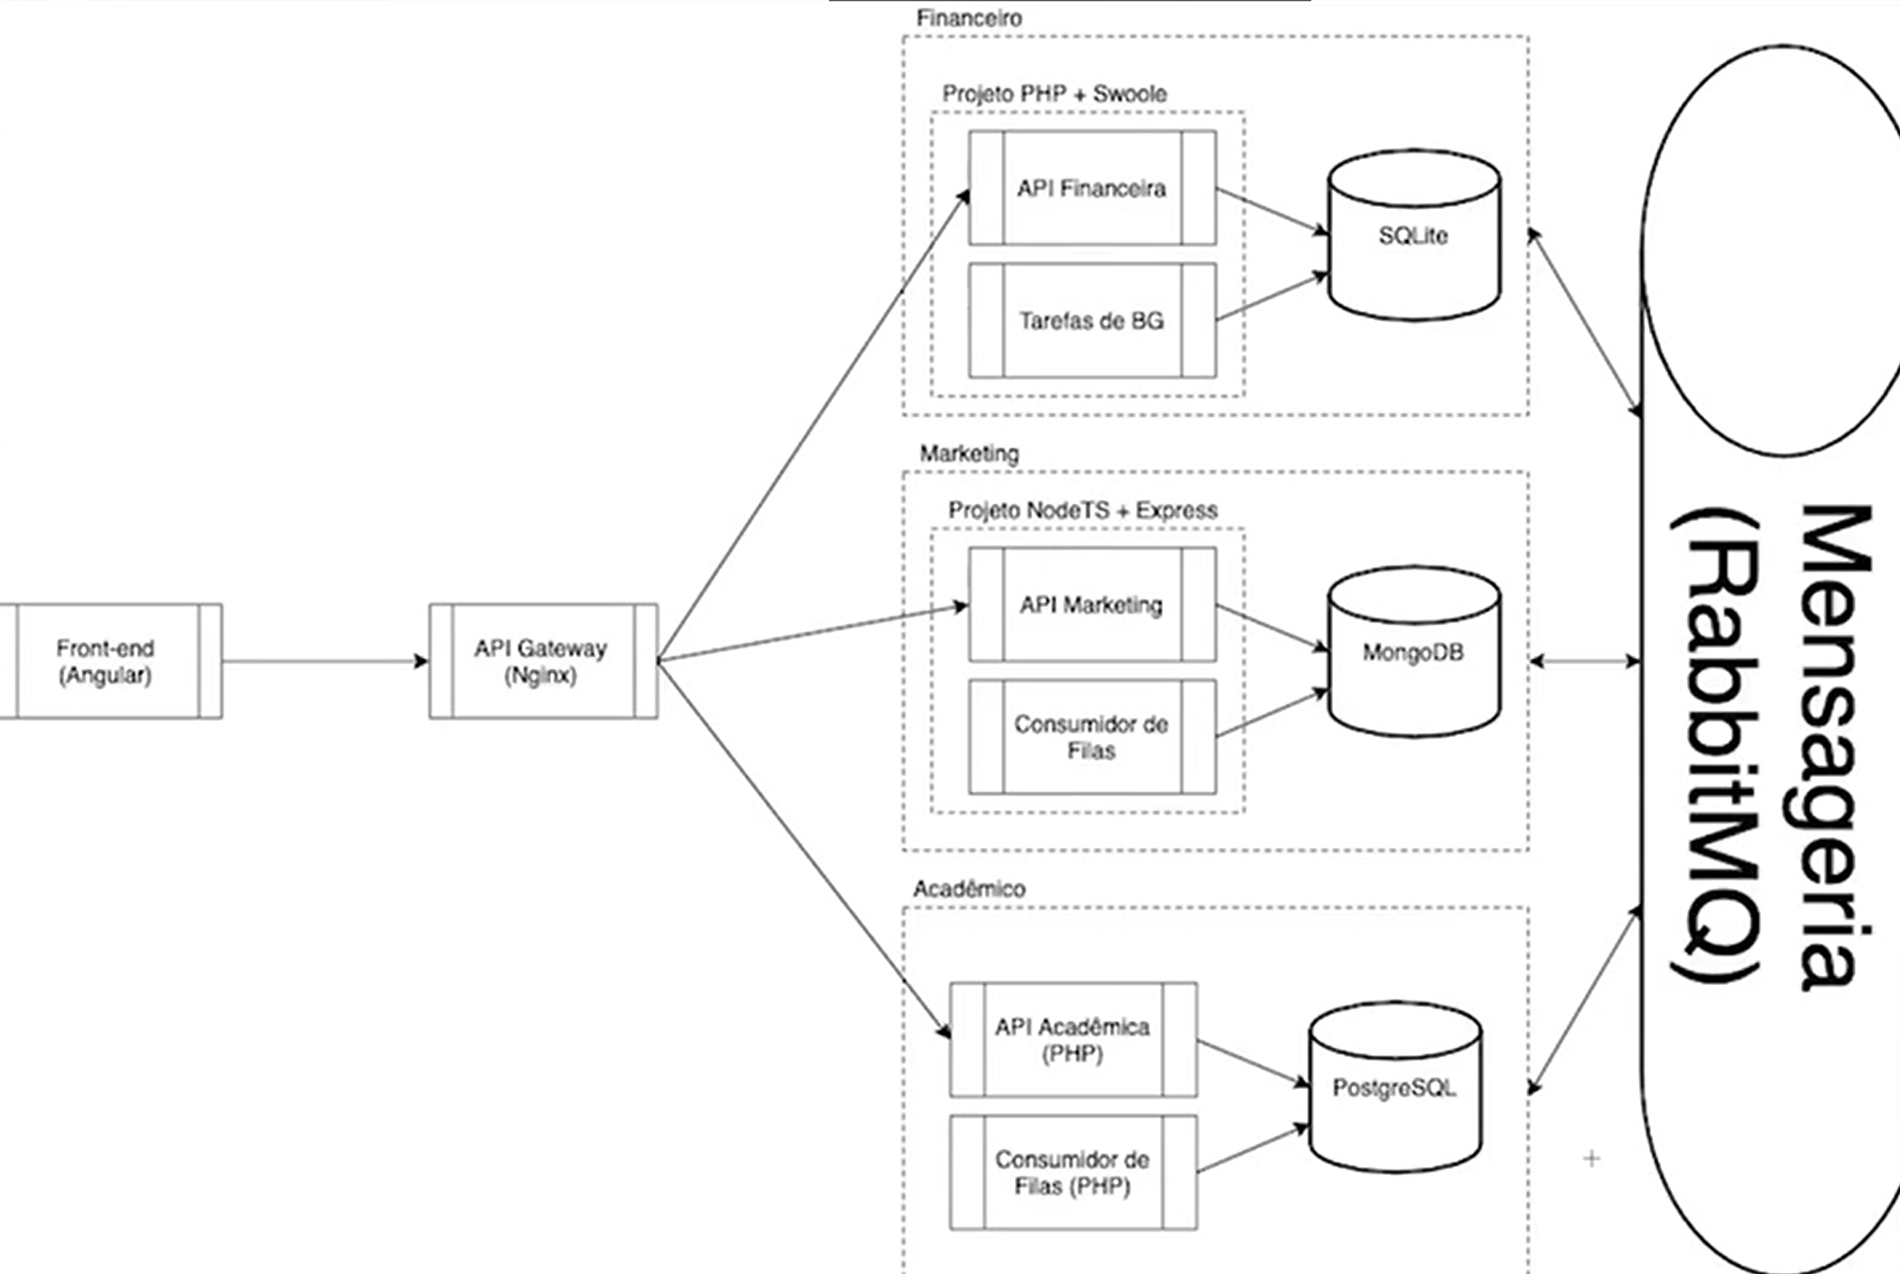 Financeiro
Projeto PHP + Swoole
API Financeira
Tarefas de BG
SQLite
Marketing
Projeto NodeTS + Express
API Marketing
Consumidor de
Filas
MongoDB
Front-end
(Angular)
API Gateway
(Nginx)
Acadêmico
API Acadêmica
(PHP)
Consumidor de
Filas (PHP)
PostgreSQL
Mensageria
(RabbitMQ)